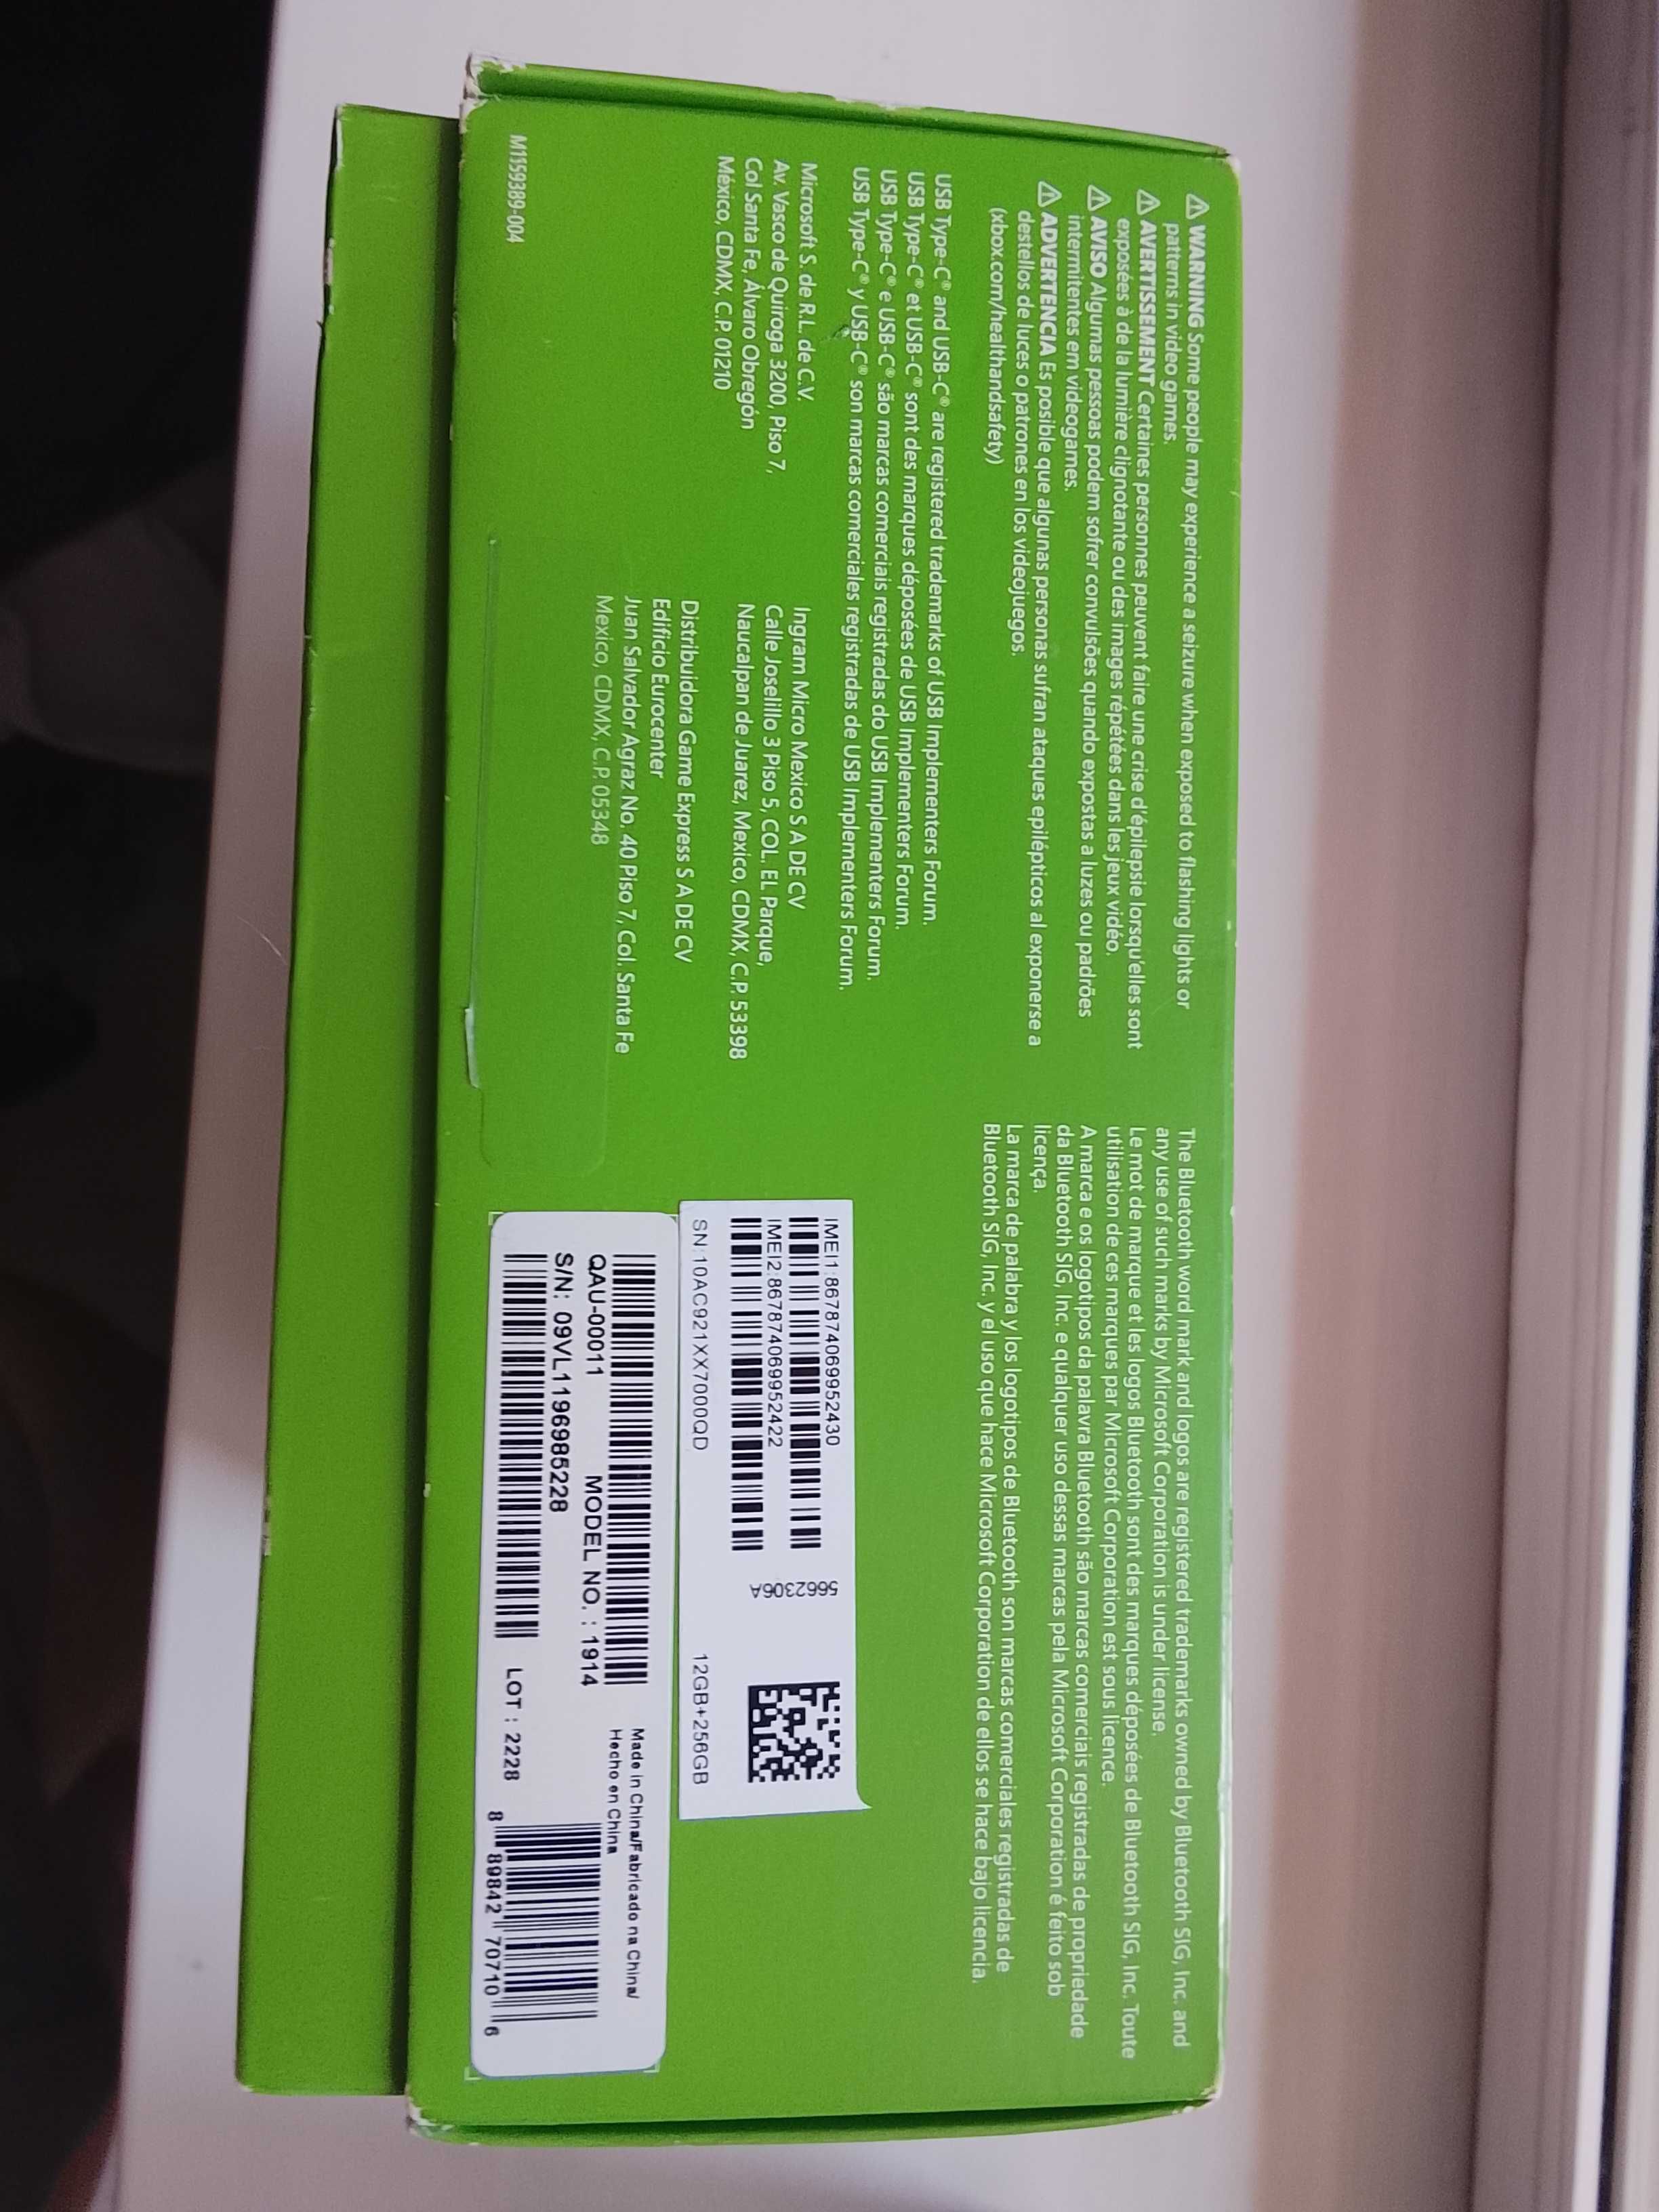 ⚠ WARNING Some people may experience a seizure when exposed to flashing lights or
patterns in video games.
⚠ AVERTISSEMENT Certaines personnes peuvent faire une crise d'épilepsie lorsqu'elles sont
exposées à de la lumière clignotante ou des images répétées dans les jeux vidéo.
⚠ AVISO Algumas pessoas podem sofrer convulsões quando expostas a luzes ou padrões
intermitentes em videogames.
⚠ ADVERTENCIA Es posible que algunas personas sufran ataques epilépticos al exponerse a
destellos de luces o patrones en los videojuegos.
(xbox.com/healthandsafety)
USB Type-C® and USB-C® are registered trademarks of USB Implementers Forum.
USB Type-C® et USB-C® sont des marques déposées de USB Implementers Forum.
USB Type-C® e USB-C® são marcas comerciais registradas do USB Implementers Forum.
USB Type-C® y USB-C® son marcas comerciales registradas de USB Implementers Forum.
Microsoft S. de R.L. de C.V.
Av. Vasco de Quiroga 3200, Piso 7,
Col Santa Fe, Álvaro Obregón
México, CDMX, C.P. 01210
Ingram Micro Mexico S A DE CV
Calle Joselillo 3 Piso 5, COL. EL Parque,
Naucalpan de Juarez, Mexico, CDMX, C.P. 53398
Distribuidora Game Express S A DE CV
Edificio Eurocenter
Juan Salvador Agraz No. 40 Piso 7, Col. Santa Fe
Mexico, CDMX, C.P. 05348
M1159389-004
The Bluetooth word mark and logos are registered trademarks owned by Bluetooth SIG, Inc. and
any use of such marks by Microsoft Corporation is under license.
Le mot de marque et les logos Bluetooth sont des marques déposées de Bluetooth SIG, Inc. Toute
utilisation de ces marques par Microsoft Corporation est sous licence.
A marca e os logotipos da palavra Bluetooth são marcas comerciais registradas de propriedade
da Bluetooth SIG, Inc. e qualquer uso dessas marcas pela Microsoft Corporation é feito sob
licença.
La marca de palabra y los logotipos de Bluetooth son marcas comerciales registradas de
Bluetooth SIG, Inc. y el uso que hace Microsoft Corporation de ellos se hace bajo licencia.
IMEI1:867874069952430
IMEI2:867874069952422
5662306A
SN:10AC921XX7000QD
12GB+256GB
QAU-00011 MODEL NO. : 1914
S/N: 09VL1196985228
LOT : 2228
Made in China/Fabricado na China/
Hecho en China
8 89842 70710 6